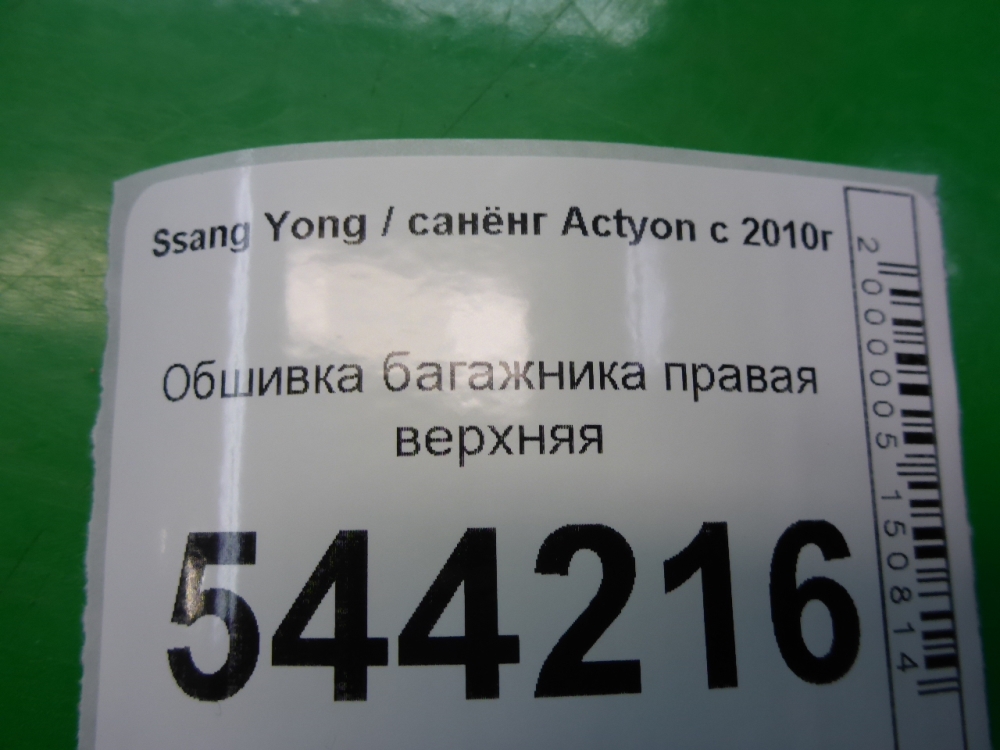 Ssang Yong / санёнг Actyon с 2010г
Обшивка багажника правая
верхняя
544216
2000005150814